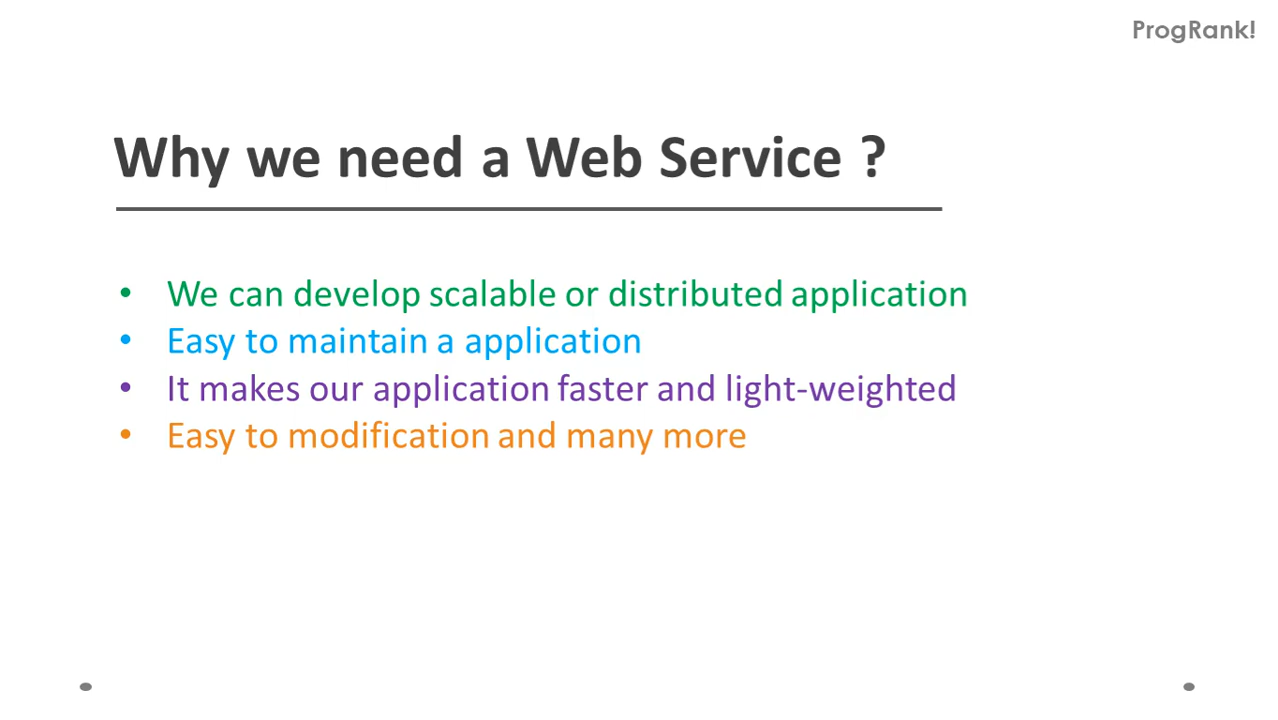 ProgRank!
Why we need a Web Service ?
• We can develop scalable or distributed application
• Easy to maintain a application
• It makes our application faster and light-weighted
• Easy to modification and many more